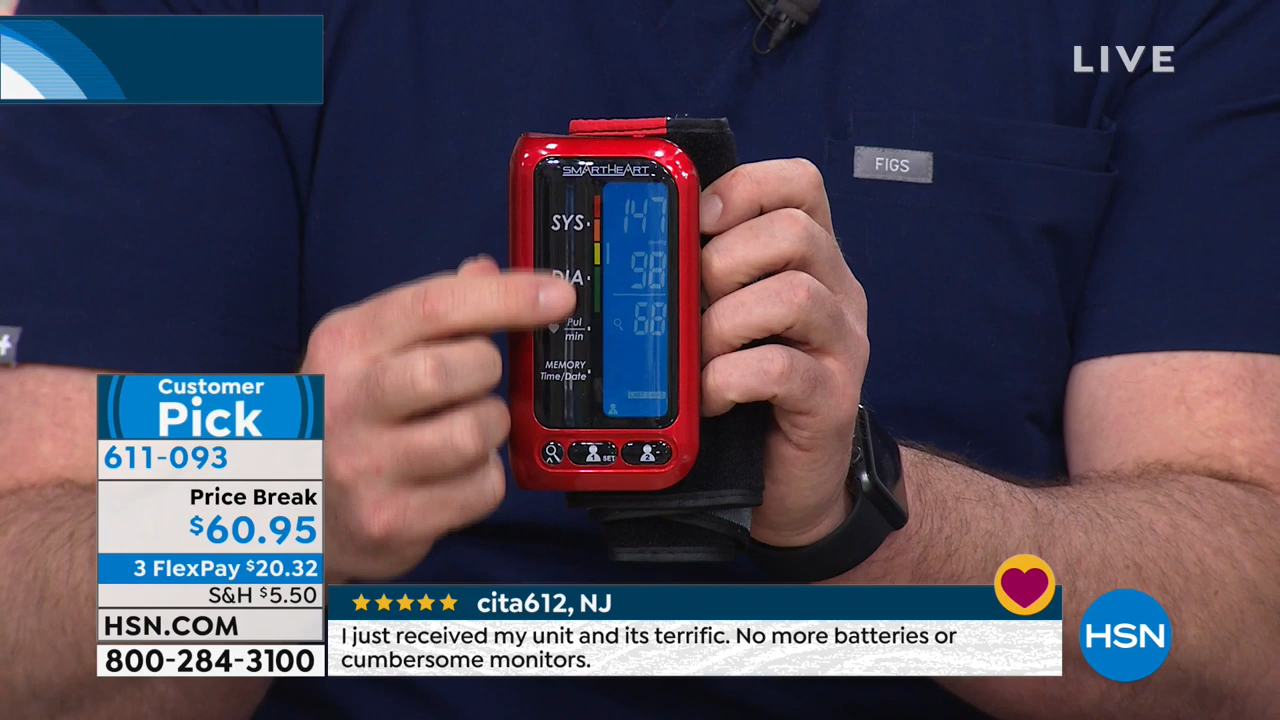 LIVE
FIGS
SMARTHEART
SYS
147
DIA
98
Pul
min
68
MEMORY
Time/Date
1
SET
2
Customer
Pick
611-093
Price Break
$60.95
3 FlexPay $20.32
S&H $5.50
HSN.COM
800-284-3100
cita612, NJ
I just received my unit and its terrific. No more batteries or
cumbersome monitors.
HSN